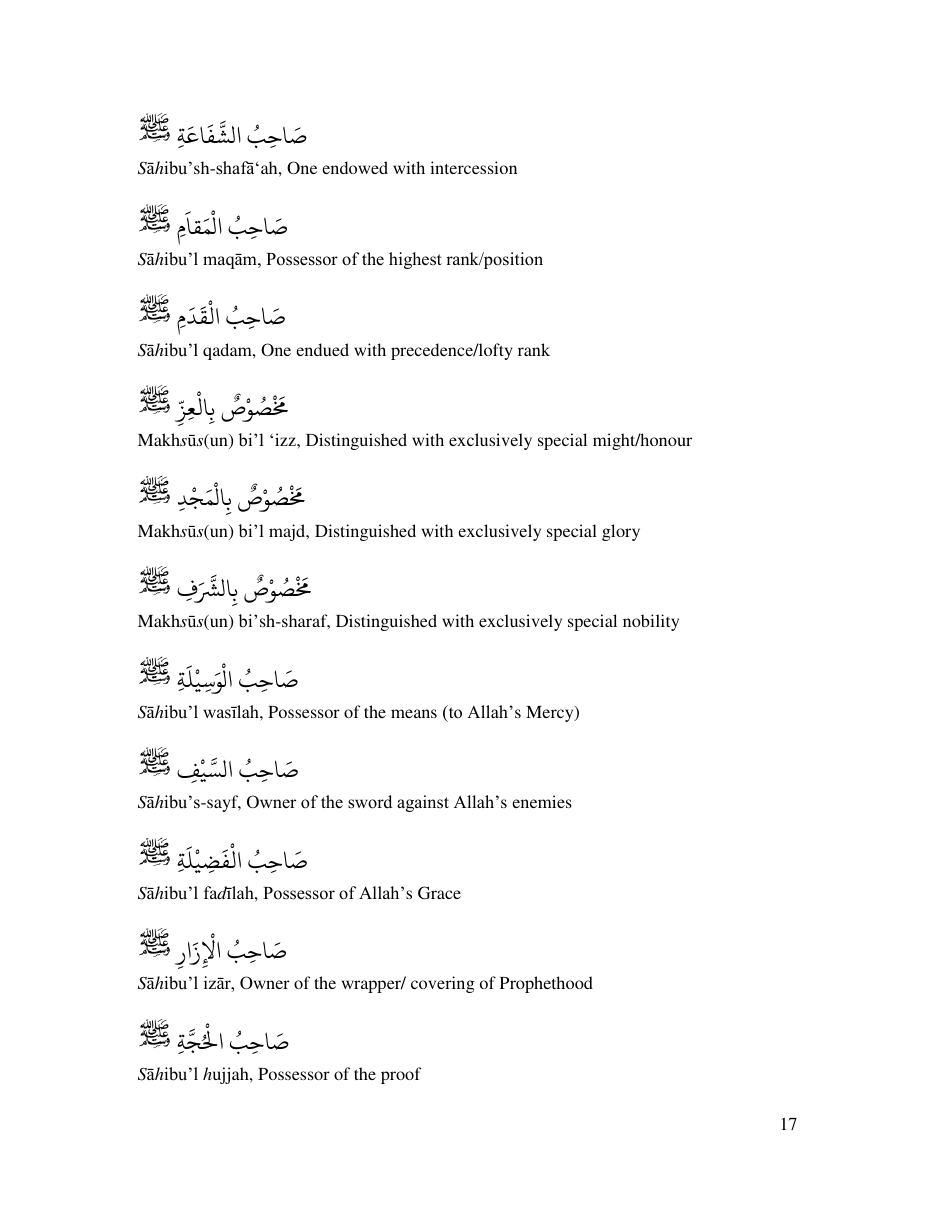 صَاحِبُ الشَّفَاعَةِ ﷺ
Sāhibu’sh-shafā‘ah, One endowed with intercession
صَاحِبُ الْمَقاَمِ ﷺ
Sāhibu’l maqām, Possessor of the highest rank/position
صَاحِبُ الْقَدَمِ ﷺ
Sāhibu’l qadam, One endued with precedence/lofty rank
مَخْصُوْصٌ بِالْعِزِّ ﷺ
Makhsūs(un) bi’l ‘izz, Distinguished with exclusively special might/honour
مَخْصُوْصٌ بِالْمَجْدِ ﷺ
Makhsūs(un) bi’l majd, Distinguished with exclusively special glory
مَخْصُوْصٌ بِالشَّرَفِ ﷺ
Makhsūs(un) bi’sh-sharaf, Distinguished with exclusively special nobility
صَاحِبُ الْوَسِيْلَةِ ﷺ
Sāhibu’l wasīlah, Possessor of the means (to Allah’s Mercy)
صَاحِبُ السَّيْفِ ﷺ
Sāhibu’s-sayf, Owner of the sword against Allah’s enemies
صَاحِبُ الْفَضِيْلَةِ ﷺ
Sāhibu’l fadīlah, Possessor of Allah’s Grace
صَاحِبُ الْإِزَارِ ﷺ
Sāhibu’l izār, Owner of the wrapper/ covering of Prophethood
صَاحِبُ الْحُجَّةِ ﷺ
Sāhibu’l hujjah, Possessor of the proof
17